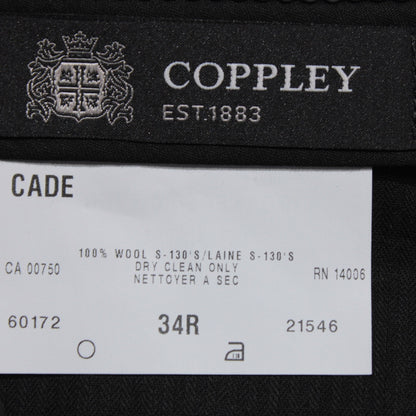 COPPLEY
EST.1883
CADE
100% WOOL S-130'S/LAINE S-130'S
CA 00750 DRY CLEAN ONLY RN 14006
NETTOYER A SEC
60172 34R 21546